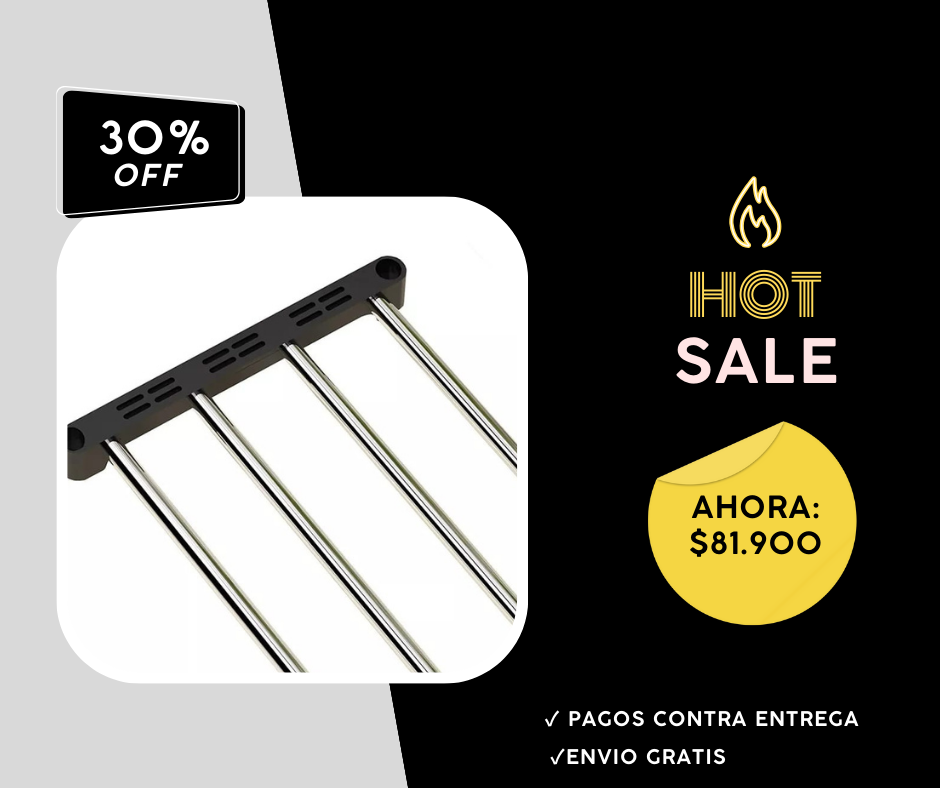 30%
OFF
HOT
SALE
AHORA:
$81.900
✓ PAGOS CONTRA ENTREGA
✓ENVIO GRATIS